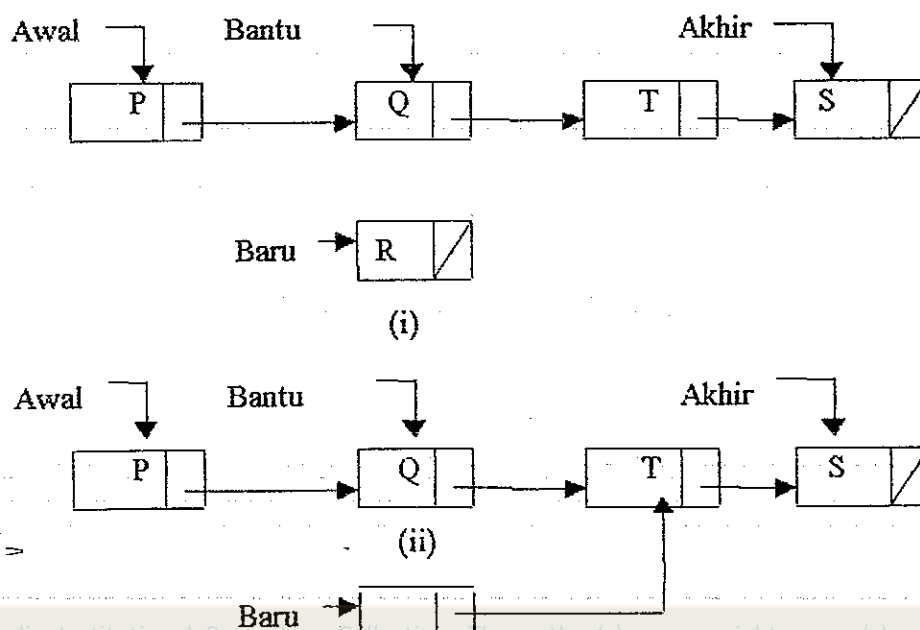 Awal Bantu Akhir
P Q T S
Baru R
(i)
Awal Bantu Akhir
P Q T S
(ii)
Baru